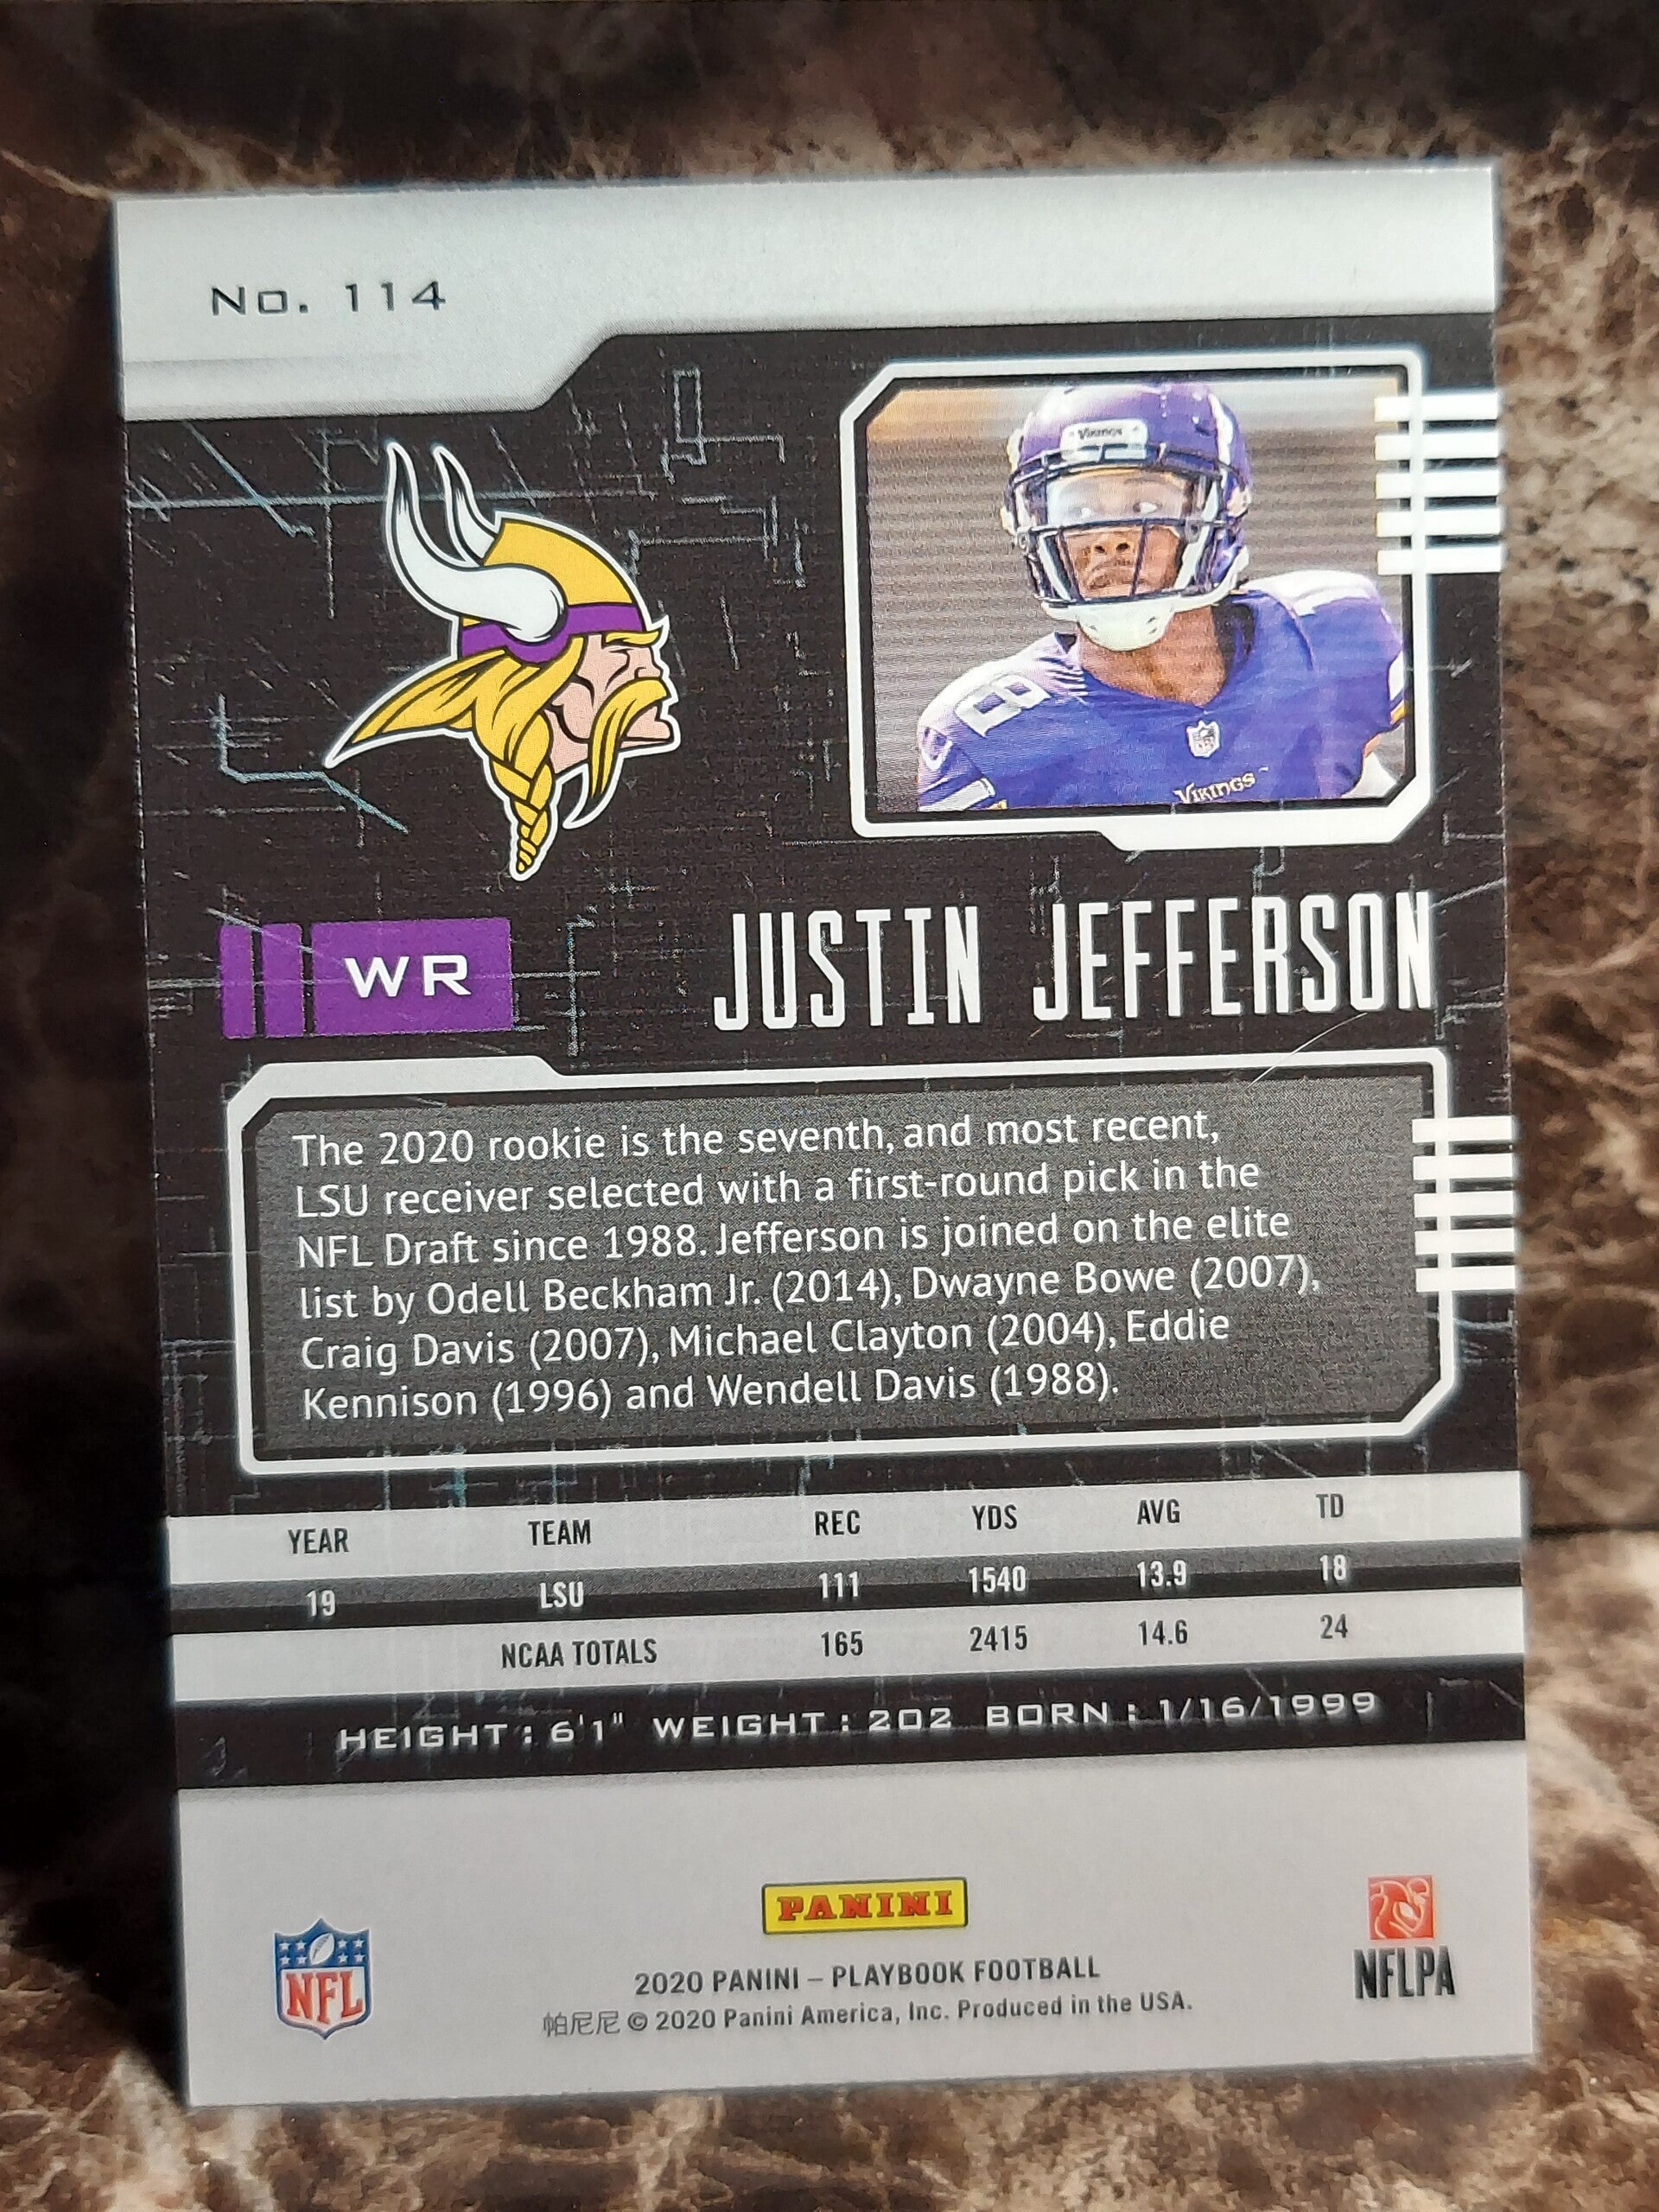 No. 114
Vikings
18
VIKINGS
WR
JUSTIN JEFFERSON
The 2020 rookie is the seventh, and most recent,
LSU receiver selected with a first-round pick in the
NFL Draft since 1988. Jefferson is joined on the elite
list by Odell Beckham Jr. (2014), Dwayne Bowe (2007),
Craig Davis (2007), Michael Clayton (2004), Eddie
Kennison (1996) and Wendell Davis (1988).
YEAR TEAM REC YDS AVG TD
19 LSU 111 1540 13.9 18
NCAA TOTALS 165 2415 14.6 24
HEIGHT: 6'1" WEIGHT: 202 BORN: 1/16/1999
PANINI
NFL
2020 PANINI – PLAYBOOK FOOTBALL
帕尼尼 © 2020 Panini America, Inc. Produced in the USA.
NFLPA